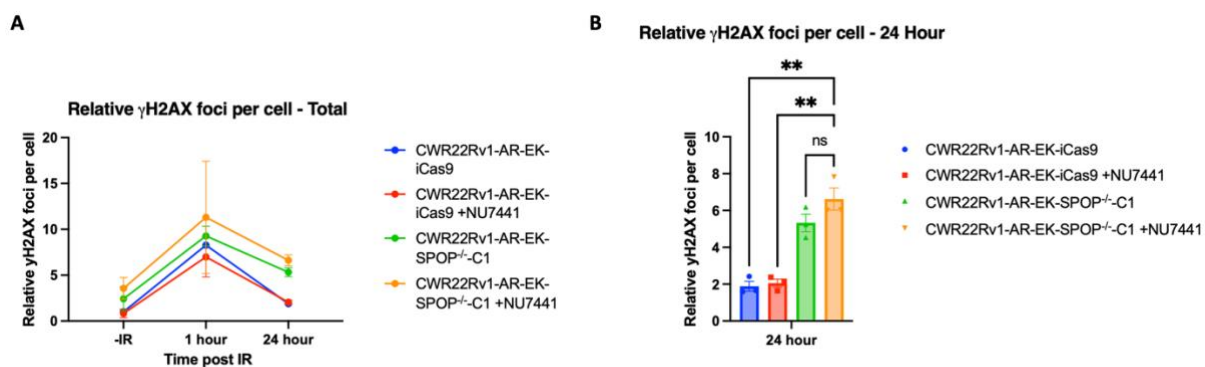 A
Relative γH2AX foci per cell - Total
Relative γH2AX foci per cell
20
15
10
5
0
-IR
1 hour
24 hour
Time post IR
CWR22Rv1-AR-EK-
iCas9
CWR22Rv1-AR-EK-
iCas9 +NU7441
CWR22Rv1-AR-EK-
SPOP-/--C1
CWR22Rv1-AR-EK-
SPOP-/--C1 +NU7441
B
Relative γH2AX foci per cell - 24 Hour
Relative γH2AX foci per cell
10
8
6
4
2
0
**
**
ns
24 hour
CWR22Rv1-AR-EK-iCas9
CWR22Rv1-AR-EK-iCas9 +NU7441
CWR22Rv1-AR-EK-SPOP-/--C1
CWR22Rv1-AR-EK-SPOP-/--C1 +NU7441